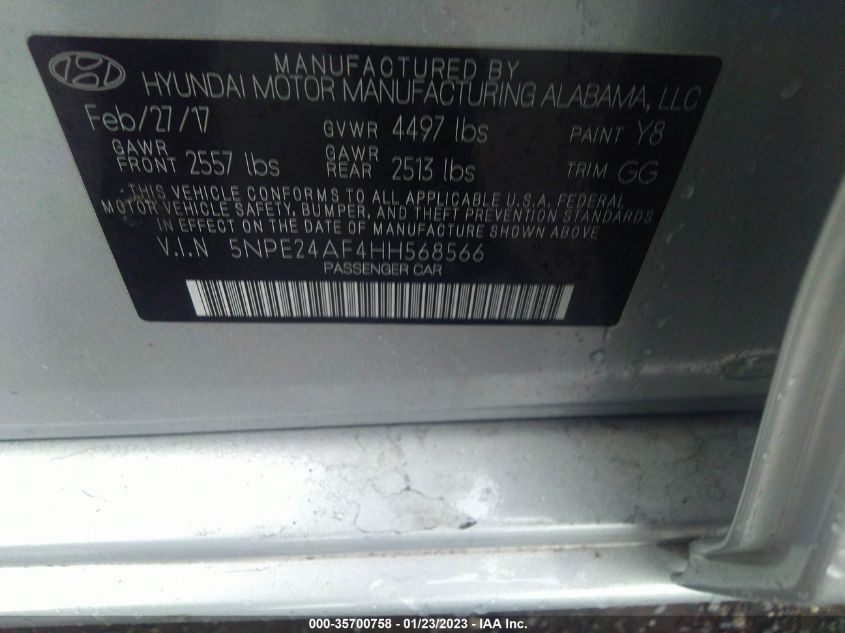 MANUFACTURED BY
HYUNDAI MOTOR MANUFACTURING ALABAMA, LLC
Feb/27/17 GVWR 4497 lbs PAINT Y8
GAWR FRONT 2557 lbs GAWR REAR 2513 lbs TRIM GG
THIS VEHICLE CONFORMS TO ALL APPLICABLE U.S.A. FEDERAL
MOTOR VEHICLE SAFETY, BUMPER, AND THEFT PREVENTION STANDARDS
IN EFFECT ON THE DATE OF MANUFACTURE SHOWN ABOVE
V.I.N 5NPE24AF4HH568566
PASSENGER CAR
000-35700758 - 01/23/2023 - IAA Inc.